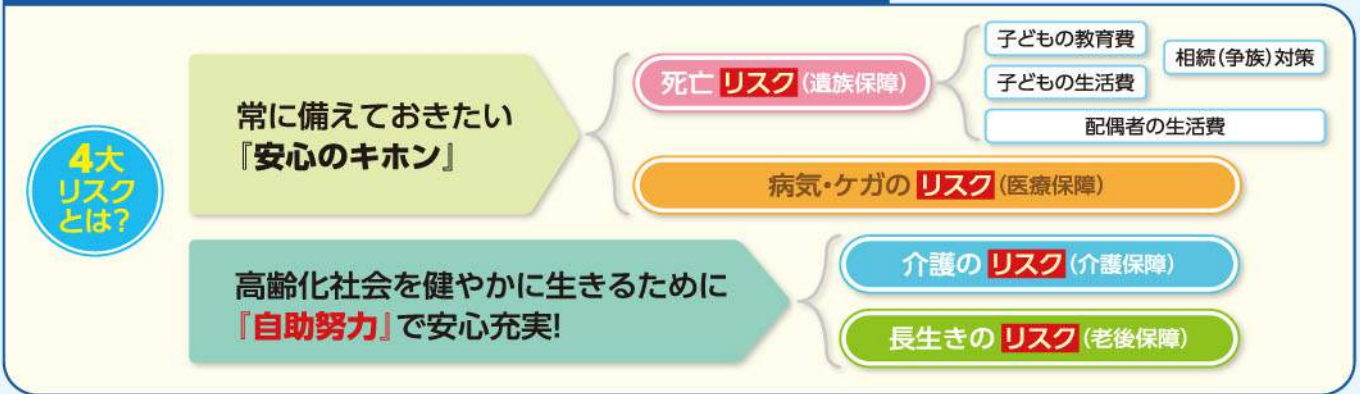 4大
リスク
とは?
常に備えておきたい
『安心のキホン』
死亡 リスク (遺族保障)
子どもの教育費
子どもの生活費
相続(争族)対策
配偶者の生活費
病気・ケガの リスク (医療保障)
高齢化社会を健やかに生きるために
『自助努力』で安心充実!
介護の リスク (介護保障)
長生きの リスク (老後保障)